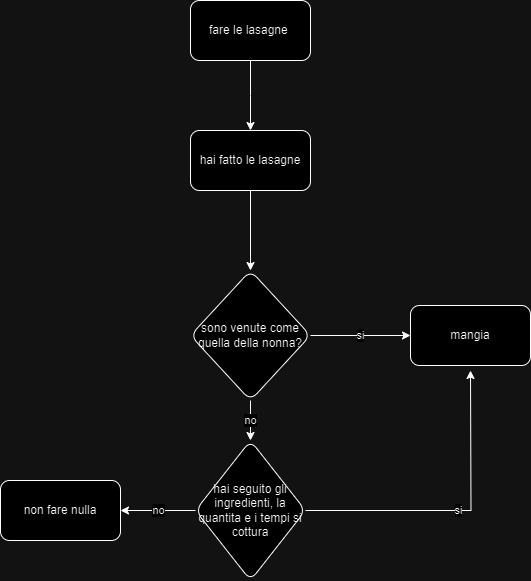 fare le lasagne
hai fatto le lasagne
sono venute come
quella della nonna?
si
mangia
no
hai seguito gli
ingredienti, la
quantita e i tempi si
cottura
no
non fare nulla
si